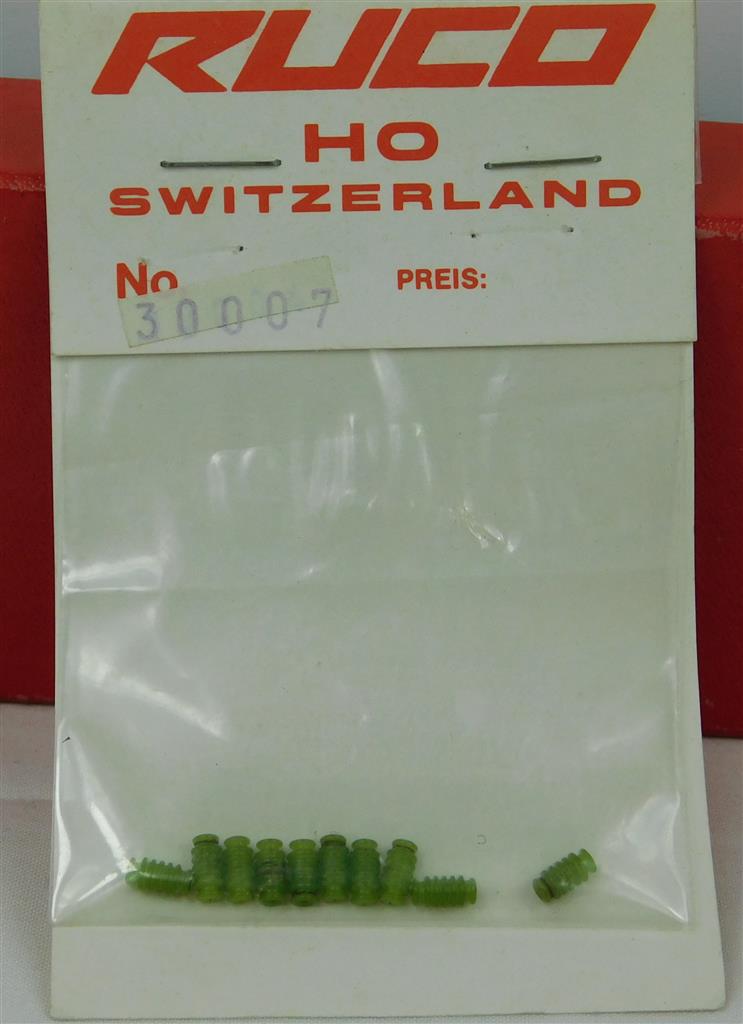 RUCO
HO
SWITZERLAND
No
PREIS:
30007